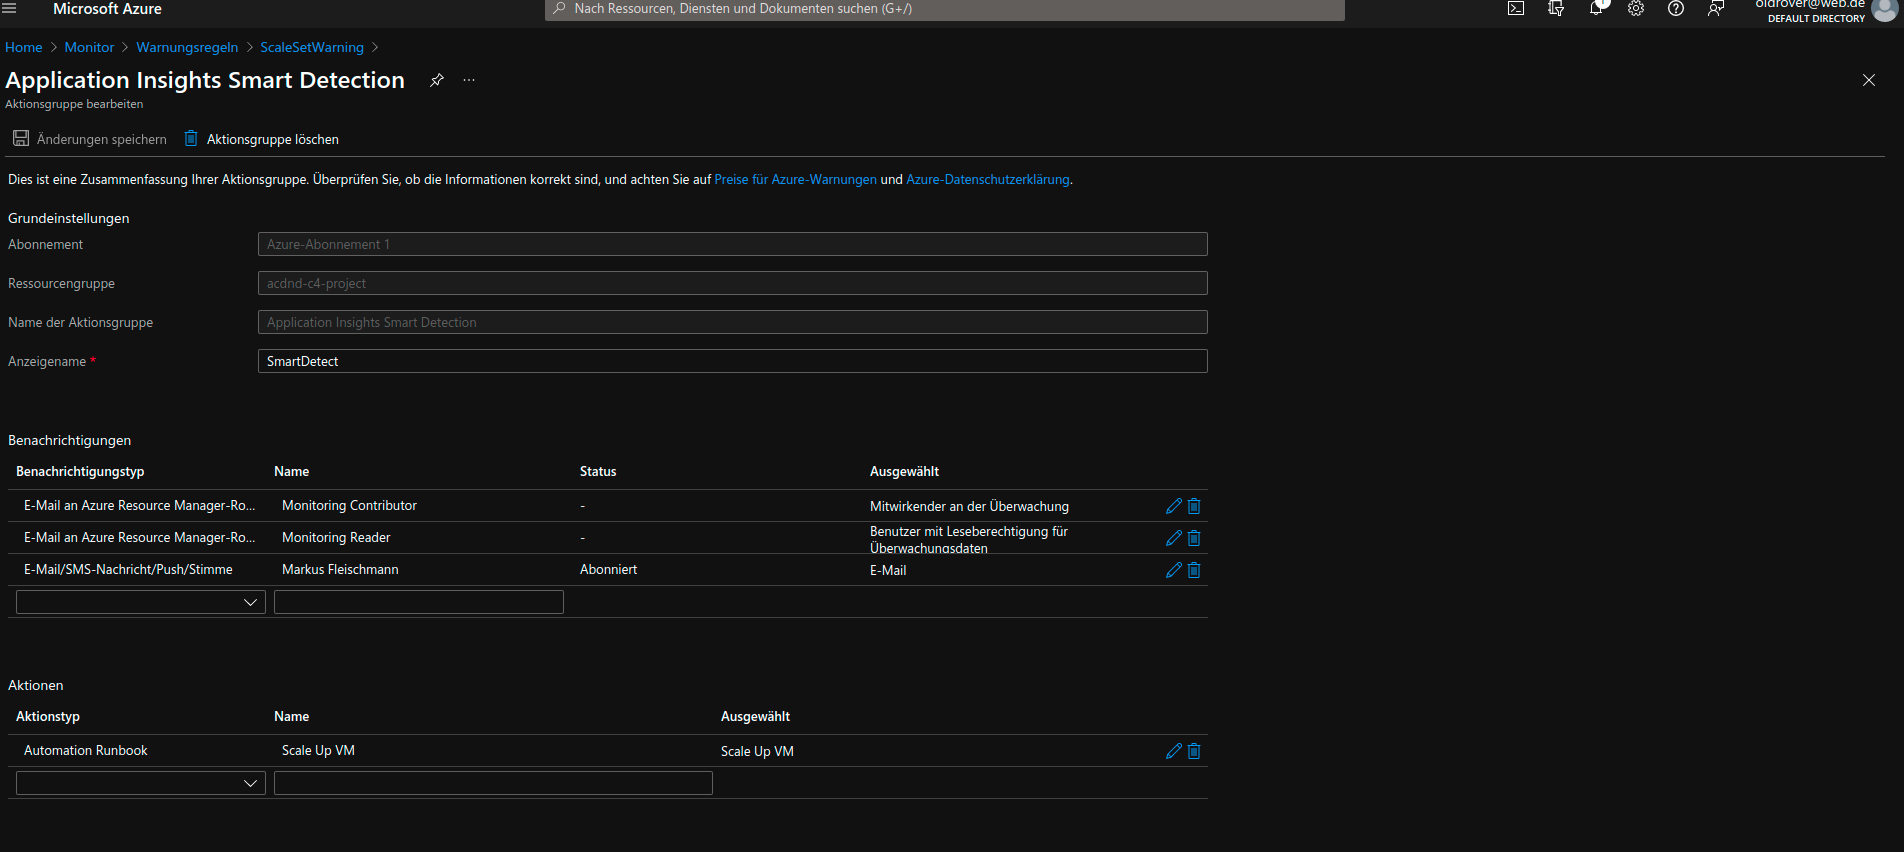 Microsoft Azure
Nach Ressourcen, Diensten und Dokumenten suchen (G+/)
1
oldrover@web.de
DEFAULT DIRECTORY
Home > Monitor > Warnungsregeln > ScaleSetWarning >
Application Insights Smart Detection
Aktionsgruppe bearbeiten
Änderungen speichern Aktionsgruppe löschen
Dies ist eine Zusammenfassung Ihrer Aktionsgruppe. Überprüfen Sie, ob die Informationen korrekt sind, und achten Sie auf Preise für Azure-Warnungen und Azure-Datenschutzerklärung.
Grundeinstellungen
Abonnement Azure-Abonnement 1
Ressourcengruppe acdnd-c4-project
Name der Aktionsgruppe Application Insights Smart Detection
Anzeigename * SmartDetect
Benachrichtigungen
Benachrichtigungstyp Name Status Ausgewählt
E-Mail an Azure Resource Manager-Ro... Monitoring Contributor - Mitwirkender an der Überwachung
E-Mail an Azure Resource Manager-Ro... Monitoring Reader - Benutzer mit Leseberechtigung für
Überwachungsdaten
E-Mail/SMS-Nachricht/Push/Stimme Markus Fleischmann Abonniert E-Mail
Aktionen
Aktionstyp Name Ausgewählt
Automation Runbook Scale Up VM Scale Up VM